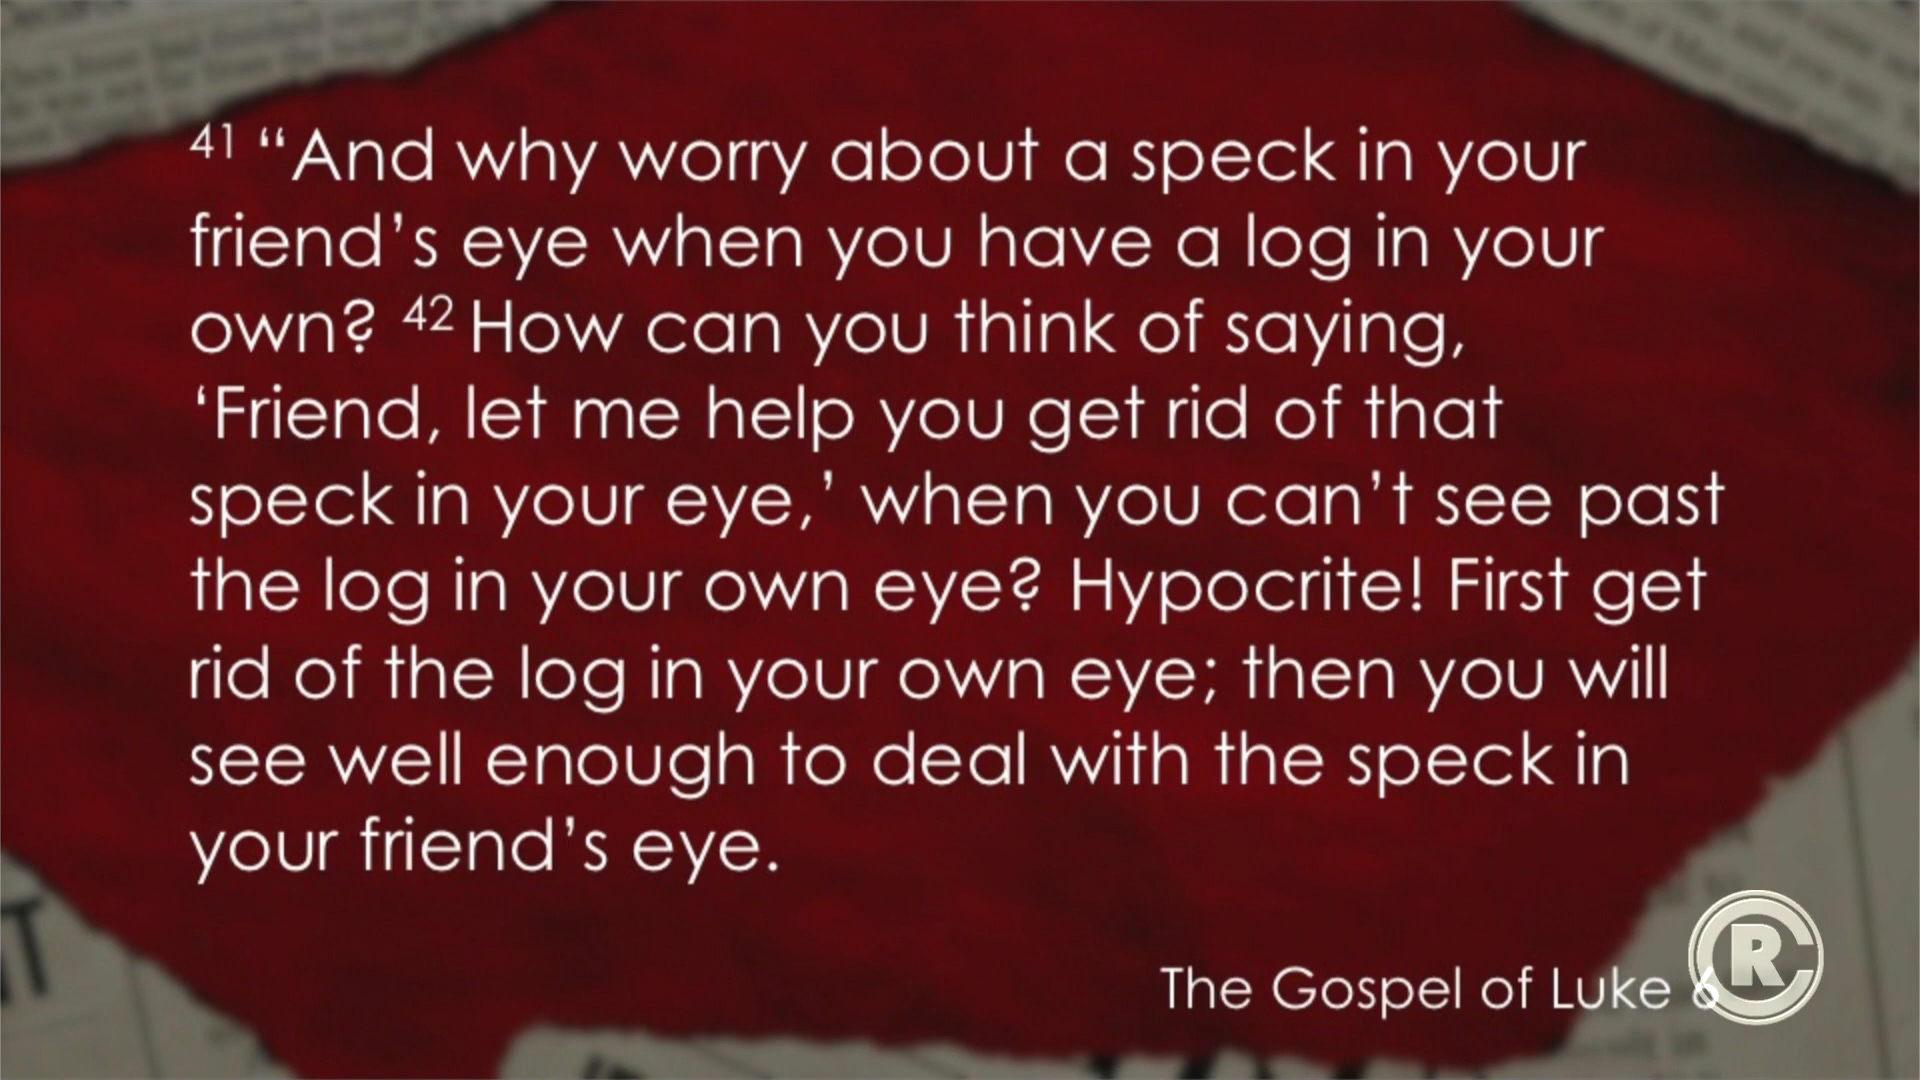 41 “And why worry about a speck in your
friend’s eye when you have a log in your
own? 42 How can you think of saying,
‘Friend, let me help you get rid of that
speck in your eye,’ when you can’t see past
the log in your own eye? Hypocrite! First get
rid of the log in your own eye; then you will
see well enough to deal with the speck in
your friend’s eye.
The Gospel of Luke 6
RC